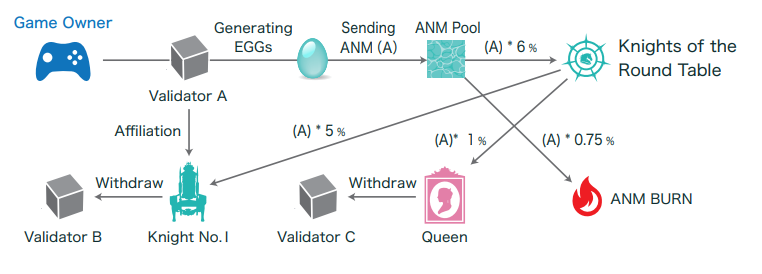 Game Owner
Generating
EGGs
Sending
ANM (A)
ANM Pool
(A) * 6 %
Knights of the
Round Table
Validator A
Affiliation
(A) * 5 %
(A)* 1 %
(A) * 0.75 %
Withdraw
Withdraw
ANM BURN
Validator B
Knight No.I
Validator C
Queen